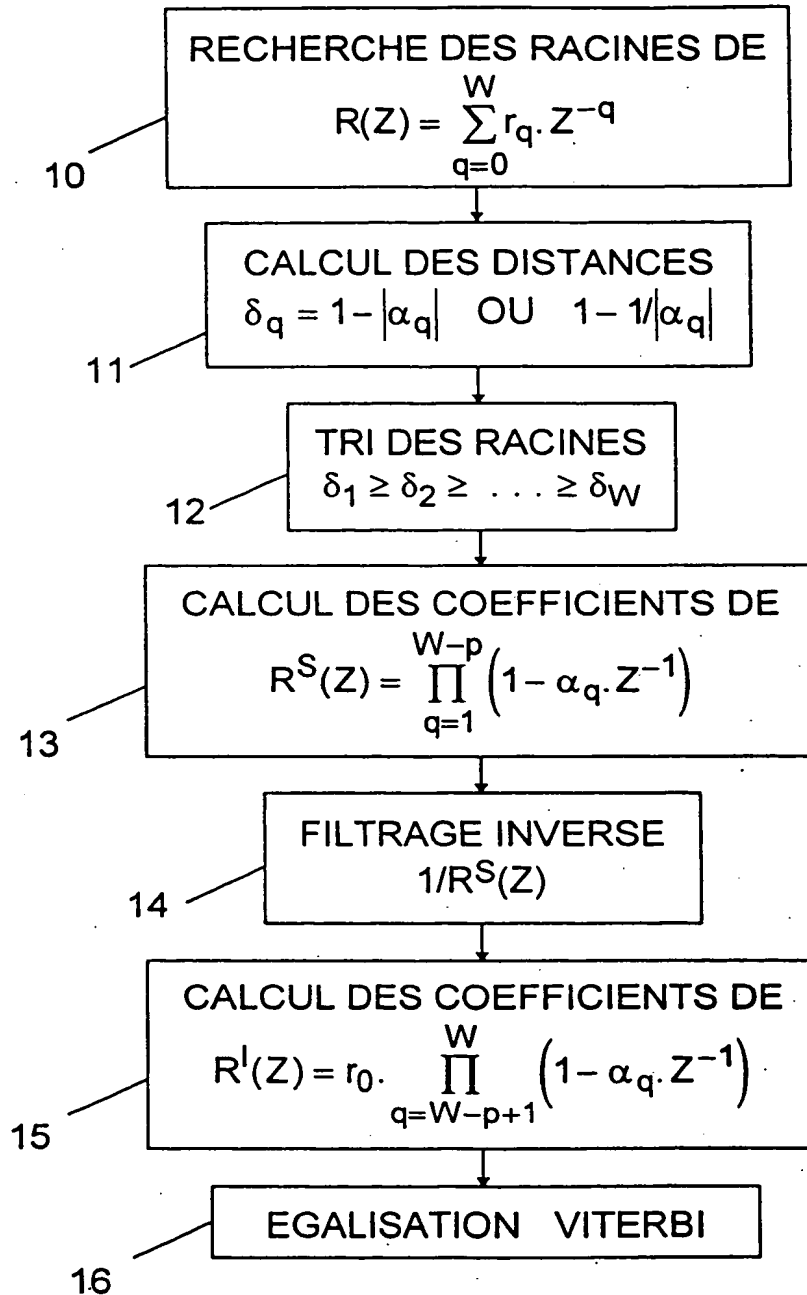 RECHERCHE DES RACINES DE
R(Z) = ∑_{q=0}^{W} r_q . Z^{-q}
10
CALCUL DES DISTANCES
δ_q = 1 − |α_q| OU 1 − 1/|α_q|
11
TRI DES RACINES
δ_1 ≥ δ_2 ≥ . . . ≥ δ_W
12
CALCUL DES COEFFICIENTS DE
R^S(Z) = ∏_{q=1}^{W−p} (1 − α_q . Z^{-1})
13
FILTRAGE INVERSE
1/R^S(Z)
14
CALCUL DES COEFFICIENTS DE
R^I(Z) = r_0 . ∏_{q=W−p+1}^{W} (1 − α_q . Z^{-1})
15
EGALISATION VITERBI
16